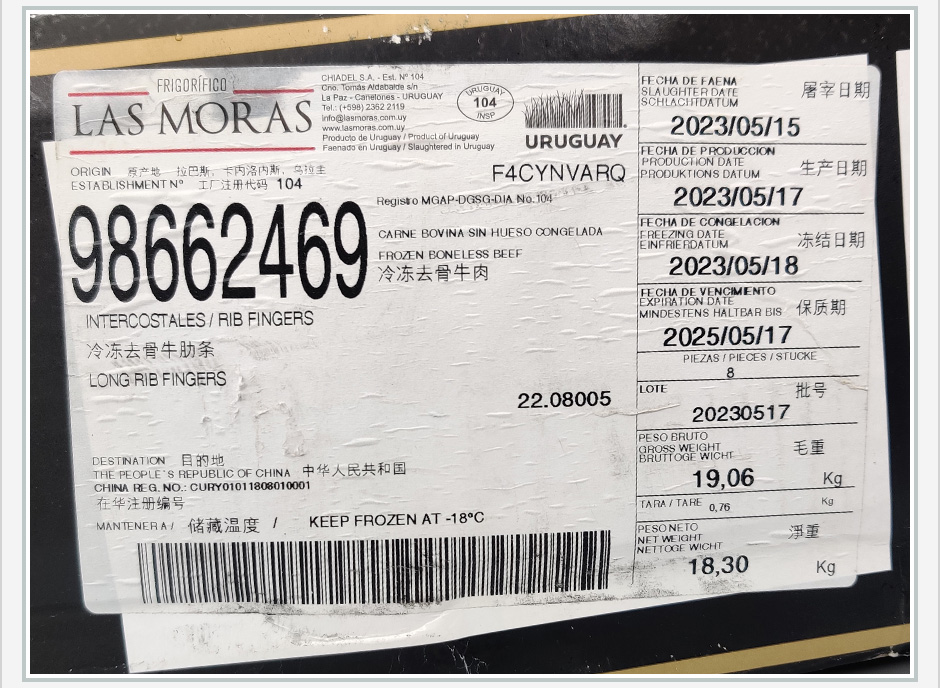 FRIGORÍFICO
LAS MORAS
CHIADEL S.A. - Est. Nº 104
Cno. Tomás Aldabalde s/n
La Paz - Canelones - URUGUAY
Tel.: (+598) 2362 2119
info@lasmoras.com.uy
www.lasmoras.com.uy
Producto de Uruguay / Product of Uruguay
Faenado en Uruguay / Slaughtered in Uruguay
URUGUAY
104
INSP
URUGUAY
ORIGIN 原产地 拉巴斯, 卡内洛内斯, 乌拉圭
ESTABLISHMENT Nº 工厂注册代码 104
F4CYNVARQ
Registro MGAP-DGSG-DIA No. 104
98662469
CARNE BOVINA SIN HUESO CONGELADA
FROZEN BONELESS BEEF
冷冻去骨牛肉
INTERCOSTALES / RIB FINGERS
冷冻去骨牛肋条
LONG RIB FINGERS
22.08005
DESTINATION 目的地
THE PEOPLE´S REPUBLIC OF CHINA 中华人民共和国
CHINA REG. NO.: CURY01011808010001
在华注册编号
MANTENER A / 储藏温度 / KEEP FROZEN AT -18ºC
FECHA DE FAENA
SLAUGHTER DATE
SCHLACHTDATUM
屠宰日期
2023/05/15
FECHA DE PRODUCCION
PRODUCTION DATE
PRODUKTIONS DATUM
生产日期
2023/05/17
FECHA DE CONGELACION
FREEZING DATE
EINFRIERDATUM
冻结日期
2023/05/18
FECHA DE VENCIMIENTO
EXPIRATION DATE
MINDESTENS HALTBAR BIS
保质期
2025/05/17
PIEZAS / PIECES / STUCKE
8
LOTE 批号
20230517
PESO BRUTO
GROSS WEIGHT
BRUTTOGE WICHT
毛重
19,06 Kg
TARA / TARE 0,76 Kg
PESO NETO
NET WEIGHT
NETTOGE WICHT
淨重
18,30 Kg